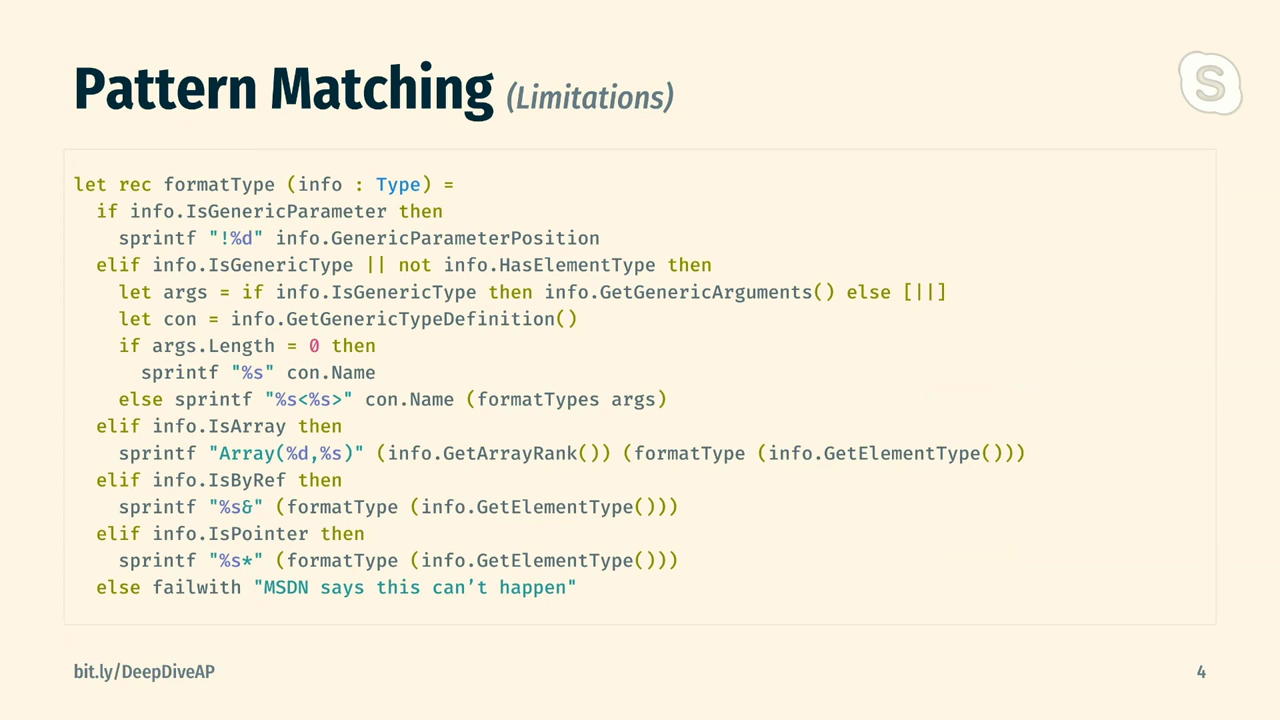 Pattern Matching (Limitations)
S
let rec formatType (info : Type) =
  if info.IsGenericParameter then
    sprintf "!%d" info.GenericParameterPosition
  elif info.IsGenericType || not info.HasElementType then
    let args = if info.IsGenericType then info.GetGenericArguments() else [||]
    let con = info.GetGenericTypeDefinition()
    if args.Length = 0 then
      sprintf "%s" con.Name
    else sprintf "%s<%s>" con.Name (formatTypes args)
  elif info.IsArray then
    sprintf "Array(%d,%s)" (info.GetArrayRank()) (formatType (info.GetElementType()))
  elif info.IsByRef then
    sprintf "%s&" (formatType (info.GetElementType()))
  elif info.IsPointer then
    sprintf "%s*" (formatType (info.GetElementType()))
  else failwith "MSDN says this can’t happen"
bit.ly/DeepDiveAP
4